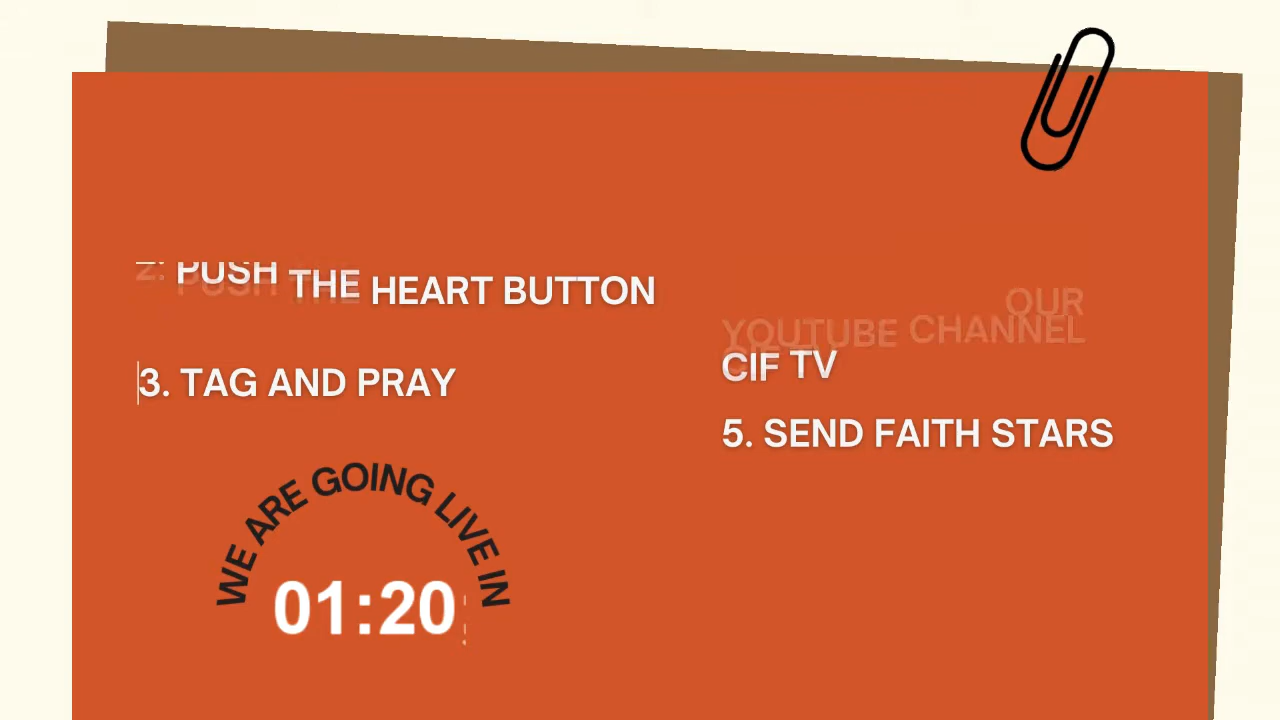 2. PUSH THE HEART BUTTON
3. TAG AND PRAY
OUR
YOUTUBE CHANNEL
CIF TV
5. SEND FAITH STARS
WE ARE GOING LIVE IN
01:20